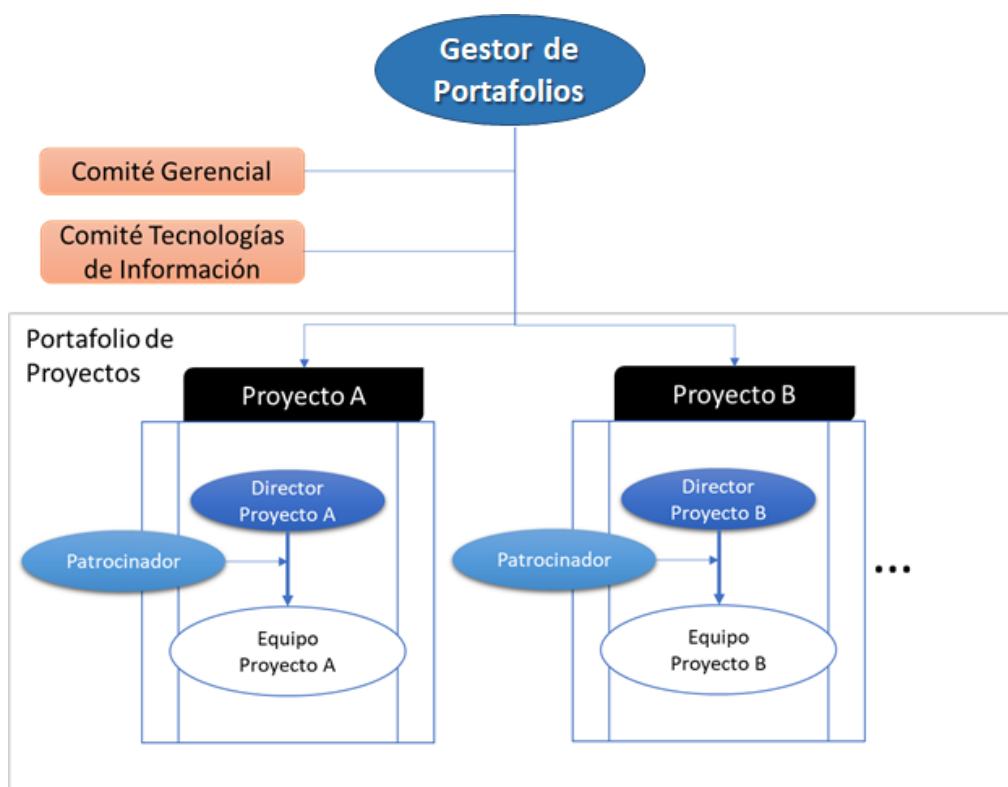 Gestor de
Portafolios
Comité Gerencial
Comité Tecnologías
de Información
Portafolio de
Proyectos
Proyecto A
Proyecto B
Director
Proyecto A
Director
Proyecto B
Patrocinador
Patrocinador
...
Equipo
Proyecto A
Equipo
Proyecto B